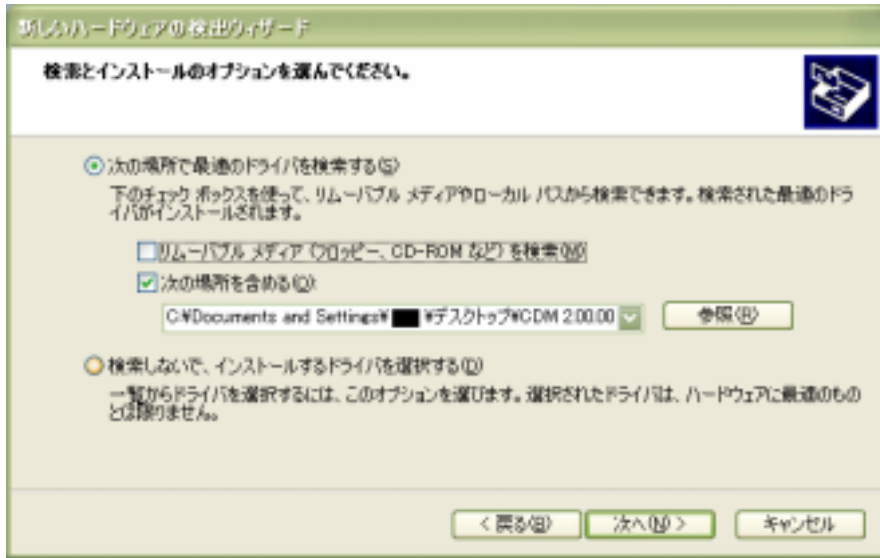 新しいハードウェアの検出ウィザード
検索とインストールのオプションを選んでください。
次の場所で最適のドライバを検索する(S)
下のチェック ボックスを使って、リムーバブル メディアやローカル パスから検索できます。検索された最適のドラ
イバがインストールされます。
リムーバブル メディア (フロッピー、CD-ROM など) を検索(M)
次の場所を含める(O):
C:¥Documents and Settings¥ ¥デスクトップ¥CDM 2.00.00
参照(R)
検索しないで、インストールするドライバを選択する(D)
一覧からドライバを選択するには、このオプションを選びます。選択されたドライバは、ハードウェアに最適のもの
とは限りません。
< 戻る(B)
次へ(N) >
キャンセル